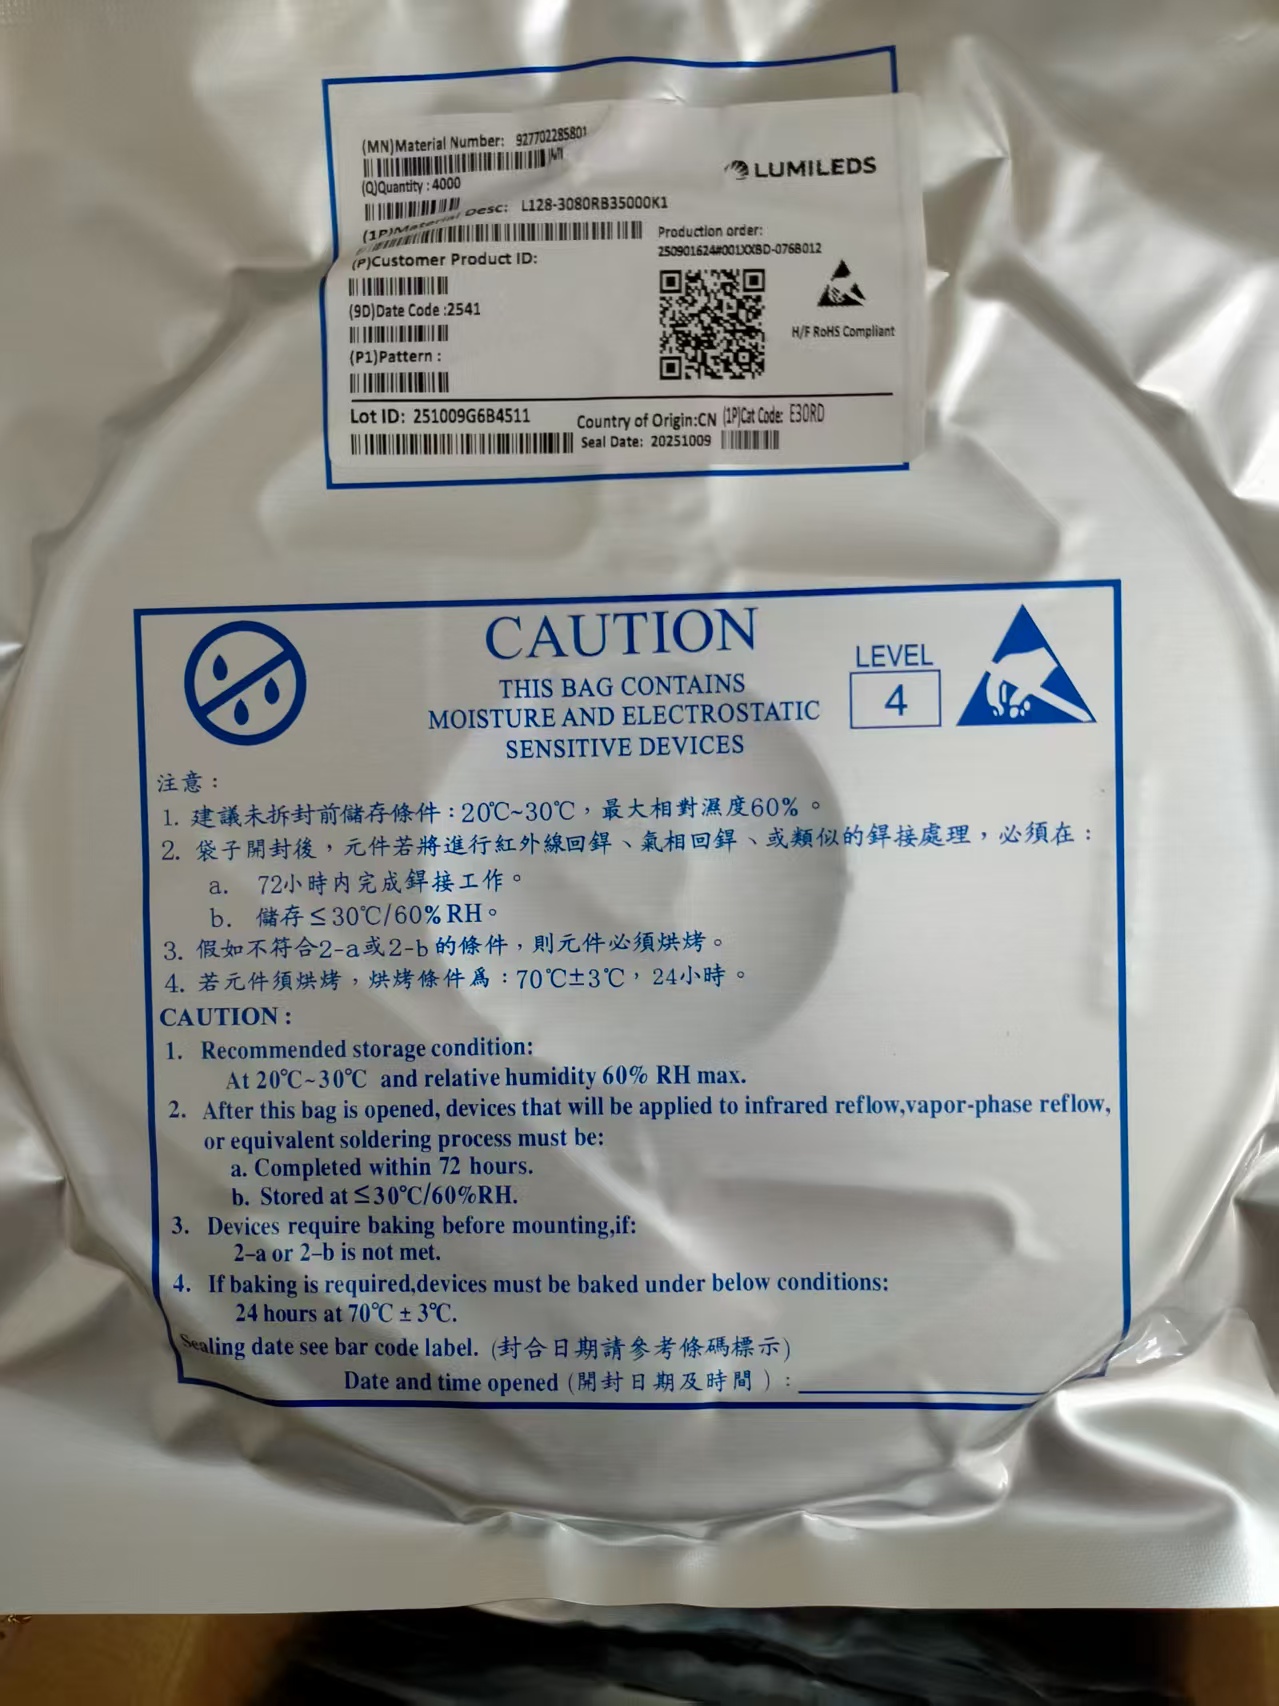 (MN)Material Number: 927702285801
LUMILEDS
(Q)Quantity : 4000
(1P)Material Desc: L128-3080RB35000K1
Production order:
250901624#001XXBD-076B012
(P)Customer Product ID:
(9D)Date Code :2541
H/F RoHS Compliant
(P1)Pattern :
Lot ID: 251009G6B4511
Country of Origin:CN (1P)Cat Code: E30RD
Seal Date: 20251009
CAUTION
THIS BAG CONTAINS
MOISTURE AND ELECTROSTATIC
SENSITIVE DEVICES
LEVEL
4
注意：
1. 建議未拆封前儲存條件：20℃~30℃，最大相對濕度60%。
2. 袋子開封後，元件若將進行紅外線回銲、氣相回銲、或類似的銲接處理，必須在：
a. 72小時內完成銲接工作。
b. 儲存≤30℃/60%RH。
3. 假如不符合2-a或2-b的條件，則元件必須烘烤。
4. 若元件須烘烤，烘烤條件爲：70℃±3℃，24小時。
CAUTION :
1. Recommended storage condition:
At 20℃~30℃ and relative humidity 60% RH max.
2. After this bag is opened, devices that will be applied to infrared reflow,vapor-phase reflow,
or equivalent soldering process must be:
a. Completed within 72 hours.
b. Stored at ≤30℃/60%RH.
3. Devices require baking before mounting,if:
2-a or 2-b is not met.
4. If baking is required,devices must be baked under below conditions:
24 hours at 70℃ ± 3℃.
Sealing date see bar code label. (封合日期請參考條碼標示)
Date and time opened (開封日期及時間 ) :